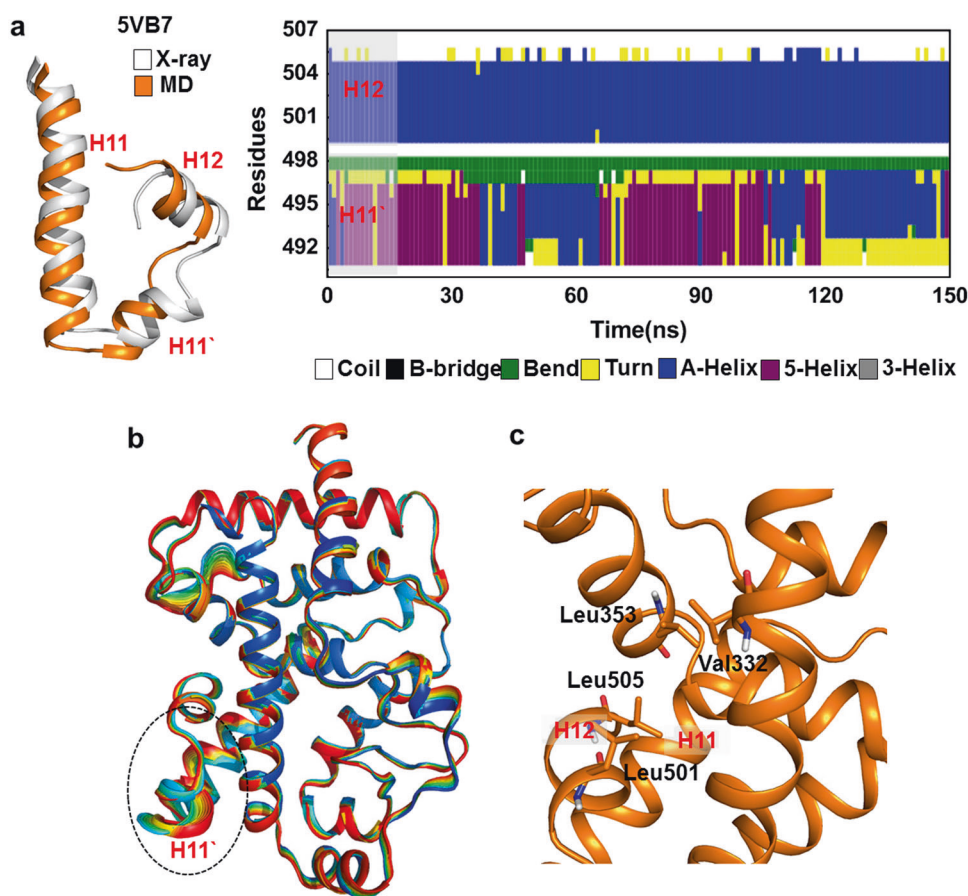 a
5VB7
X-ray
MD
H11
H12
H11`
507
504
501
498
495
492
Residues
H12
H11`
0 30 60 90 120 150
Time(ns)
Coil B-bridge Bend Turn A-Helix 5-Helix 3-Helix
b
H11`
c
Leu353
Val332
Leu505
H12 H11
Leu501